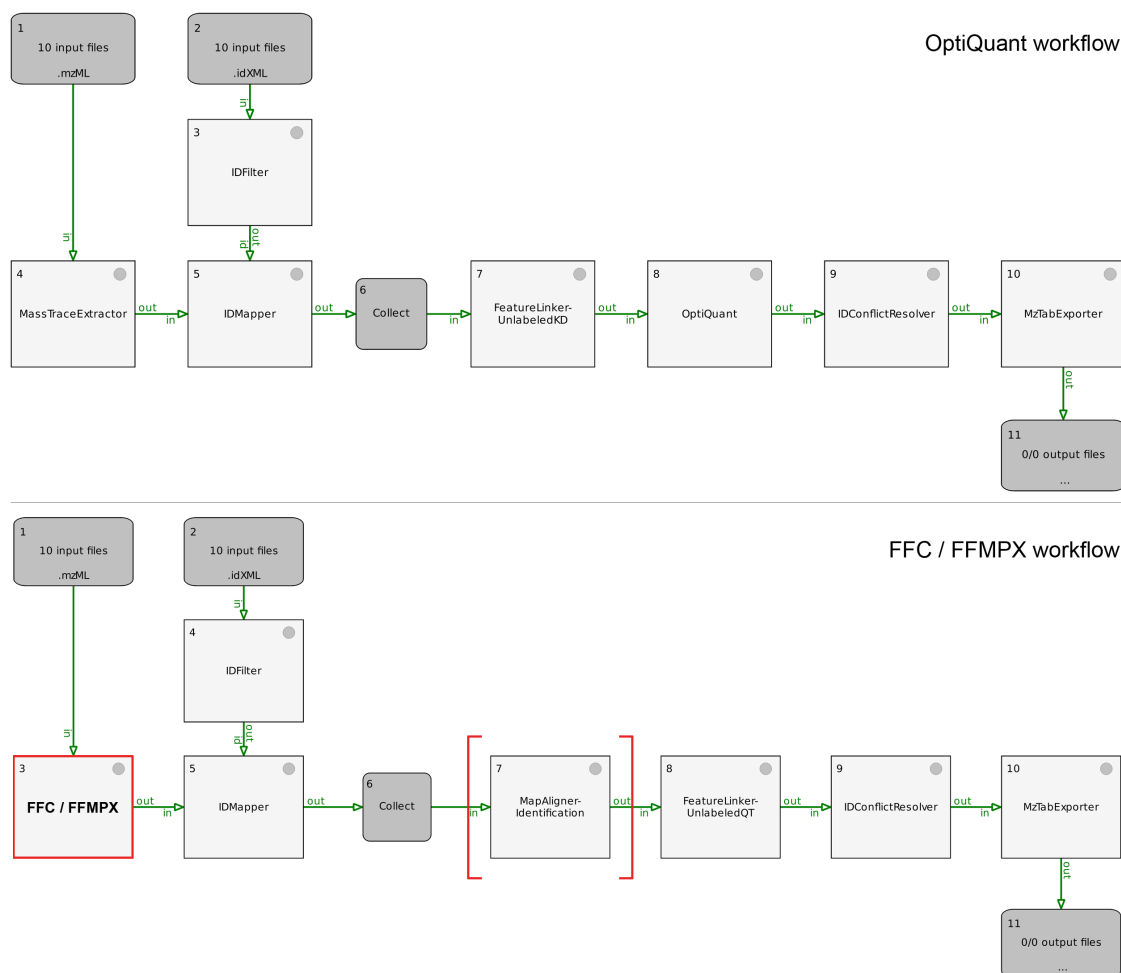 OptiQuant workflow
1
10 input files
.mzML
2
10 input files
.idXML
in
in
3
IDFilter
out
id
4
MassTraceExtractor
out
in
5
IDMapper
out
6
Collect
in
7
FeatureLinker-
UnlabeledKD
out
in
8
OptiQuant
out
in
9
IDConflictResolver
out
in
10
MzTabExporter
out
11
0/0 output files
...
FFC / FFMPX workflow
1
10 input files
.mzML
2
10 input files
.idXML
in
in
4
IDFilter
out
id
3
FFC / FFMPX
out
in
5
IDMapper
out
6
Collect
in
7
MapAligner-
Identification
out
in
8
FeatureLinker-
UnlabeledQT
out
in
9
IDConflictResolver
out
in
10
MzTabExporter
out
11
0/0 output files
...